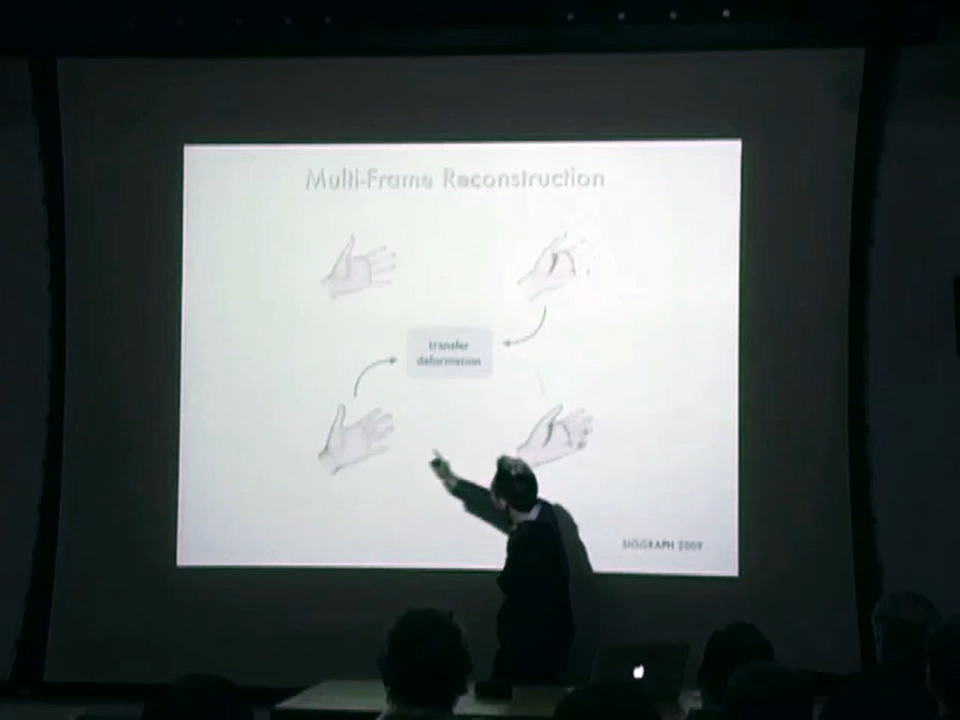 Multi-Frame Reconstruction
transfer
deformation
SIGGRAPH 2009